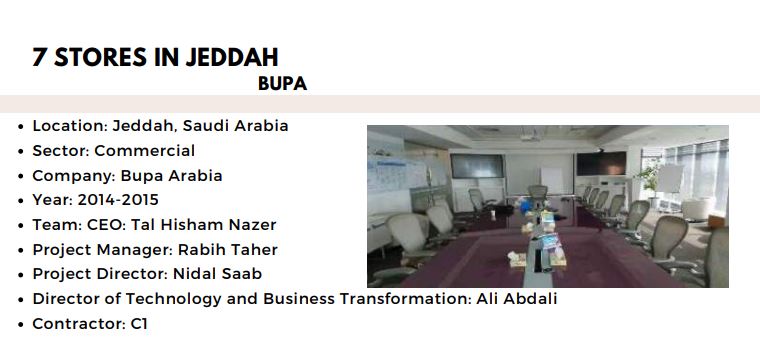 7 STORES IN JEDDAH
BUPA
Location: Jeddah, Saudi Arabia
Sector: Commercial
Company: Bupa Arabia
Year: 2014-2015
Team: CEO: Tal Hisham Nazer
Project Manager: Rabih Taher
Project Director: Nidal Saab
Director of Technology and Business Transformation: Ali Abdali
Contractor: C1